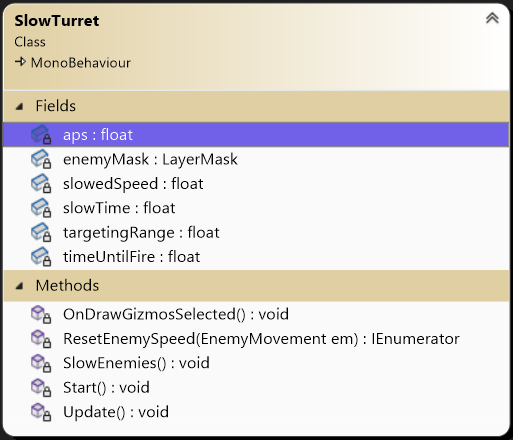 SlowTurret
Class
MonoBehaviour
Fields
aps : float
enemyMask : LayerMask
slowedSpeed : float
slowTime : float
targetingRange : float
timeUntilFire : float
Methods
OnDrawGizmosSelected() : void
ResetEnemySpeed(EnemyMovement em) : IEnumerator
SlowEnemies() : void
Start() : void
Update() : void